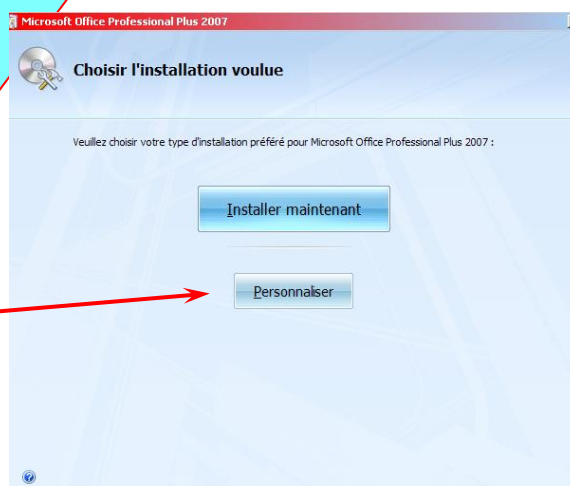 Microsoft Office Professional Plus 2007
Choisir l'installation voulue
Veuillez choisir votre type d'installation préféré pour Microsoft Office Professional Plus 2007 :
Installer maintenant
Personnaliser